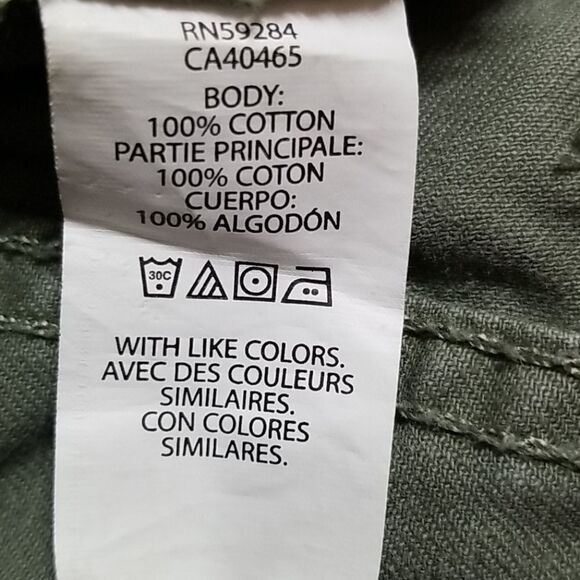 RN59284
CA40465
BODY:
100% COTTON
PARTIE PRINCIPALE:
100% COTON
CUERPO:
100% ALGODÓN
30C
WITH LIKE COLORS.
AVEC DES COULEURS
SIMILAIRES.
CON COLORES
SIMILARES.